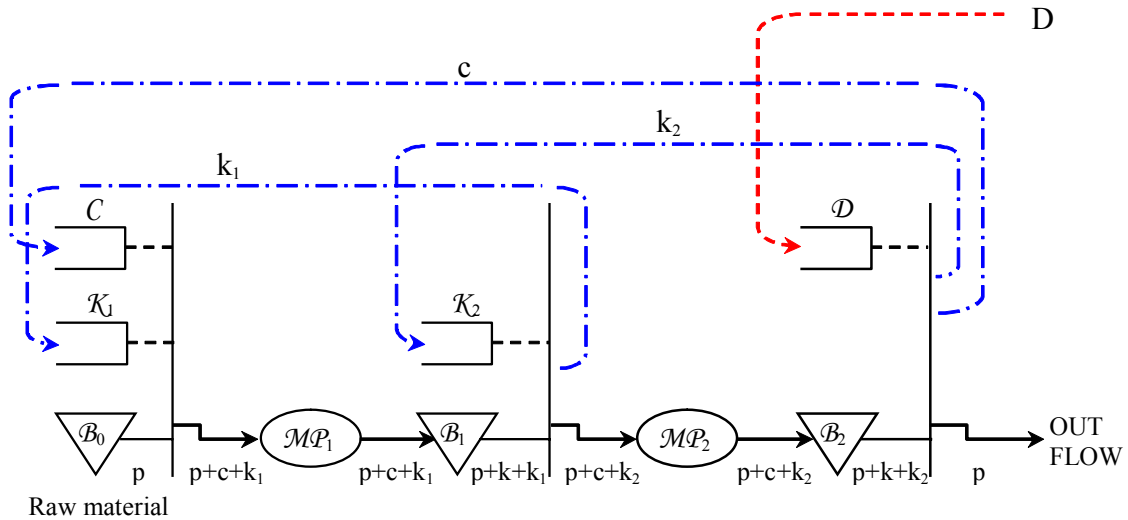 D
c
k₂
k₁
C
𝒟
𝒦₁
𝒦₂
ℬ₀
ℳ𝒫₁
ℬ₁
ℳ𝒫₂
ℬ₂
OUT
FLOW
p
p+c+k₁
p+c+k₁
p+k+k₁
p+c+k₂
p+c+k₂
p+k+k₂
p
Raw material